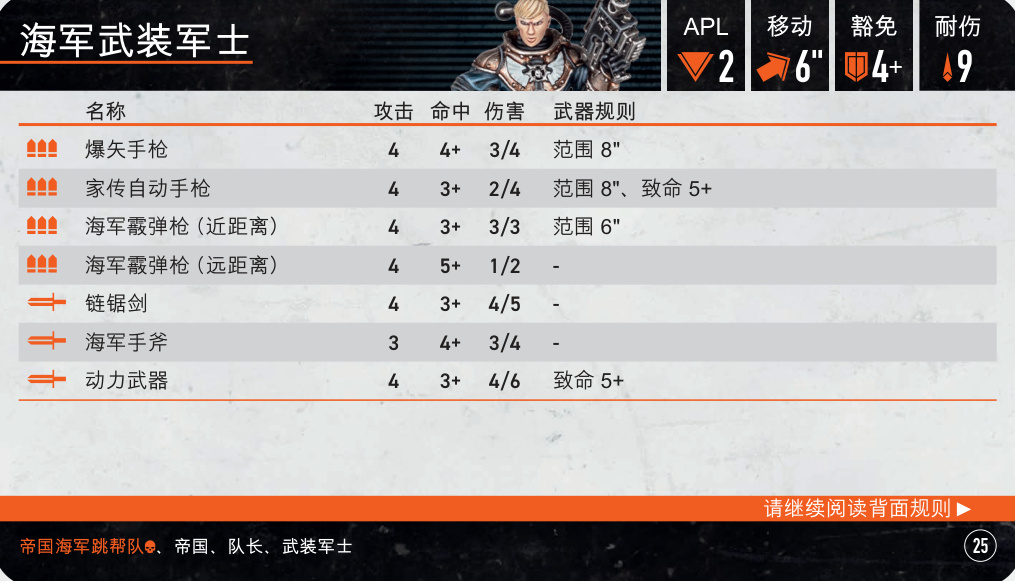 海军武装军士
APL 移动 豁免 耐伤
2 6" 4+ 9
名称 攻击 命中 伤害 武器规则
爆矢手枪 4 4+ 3/4 范围 8"
家传自动手枪 4 3+ 2/4 范围 8"、致命 5+
海军霰弹枪（近距离） 4 3+ 3/3 范围 6"
海军霰弹枪（远距离） 4 5+ 1/2 -
链锯剑 4 3+ 4/5 -
海军手斧 3 4+ 3/4 -
动力武器 4 3+ 4/6 致命 5+
请继续阅读背面规则▶
帝国海军跳帮队💀、帝国、队长、武装军士
25